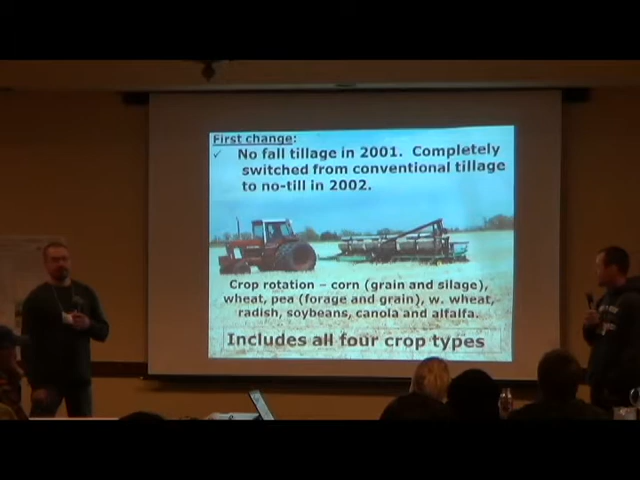 First change:
✓ No fall tillage in 2001. Completely
switched from conventional tillage
to no-till in 2002.
Crop rotation – corn (grain and silage),
wheat, pea (forage and grain), w. wheat,
radish, soybeans, canola and alfalfa.
Includes all four crop types